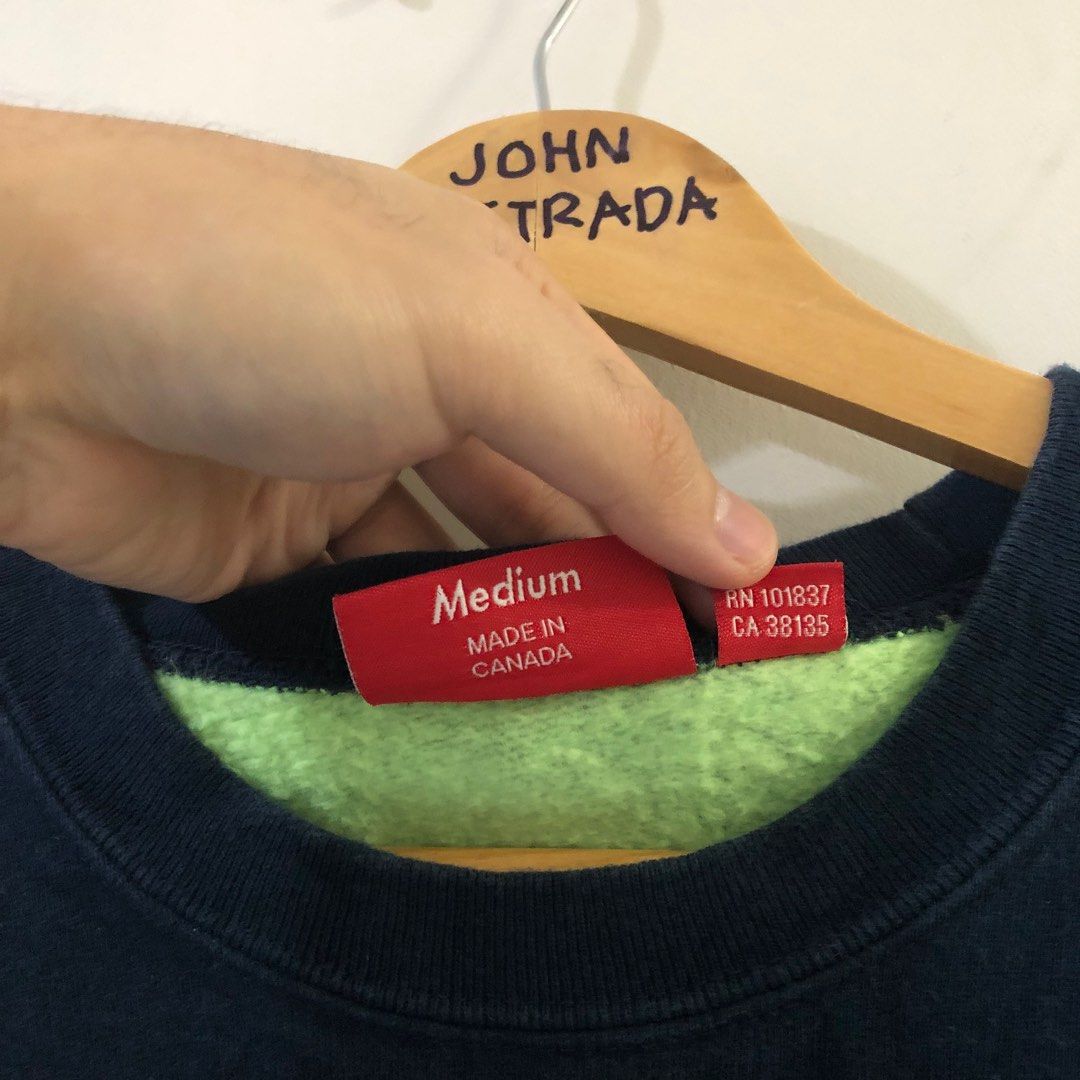 JOHN
TRADA
Medium
MADE IN
CANADA
RN 101837
CA 38135